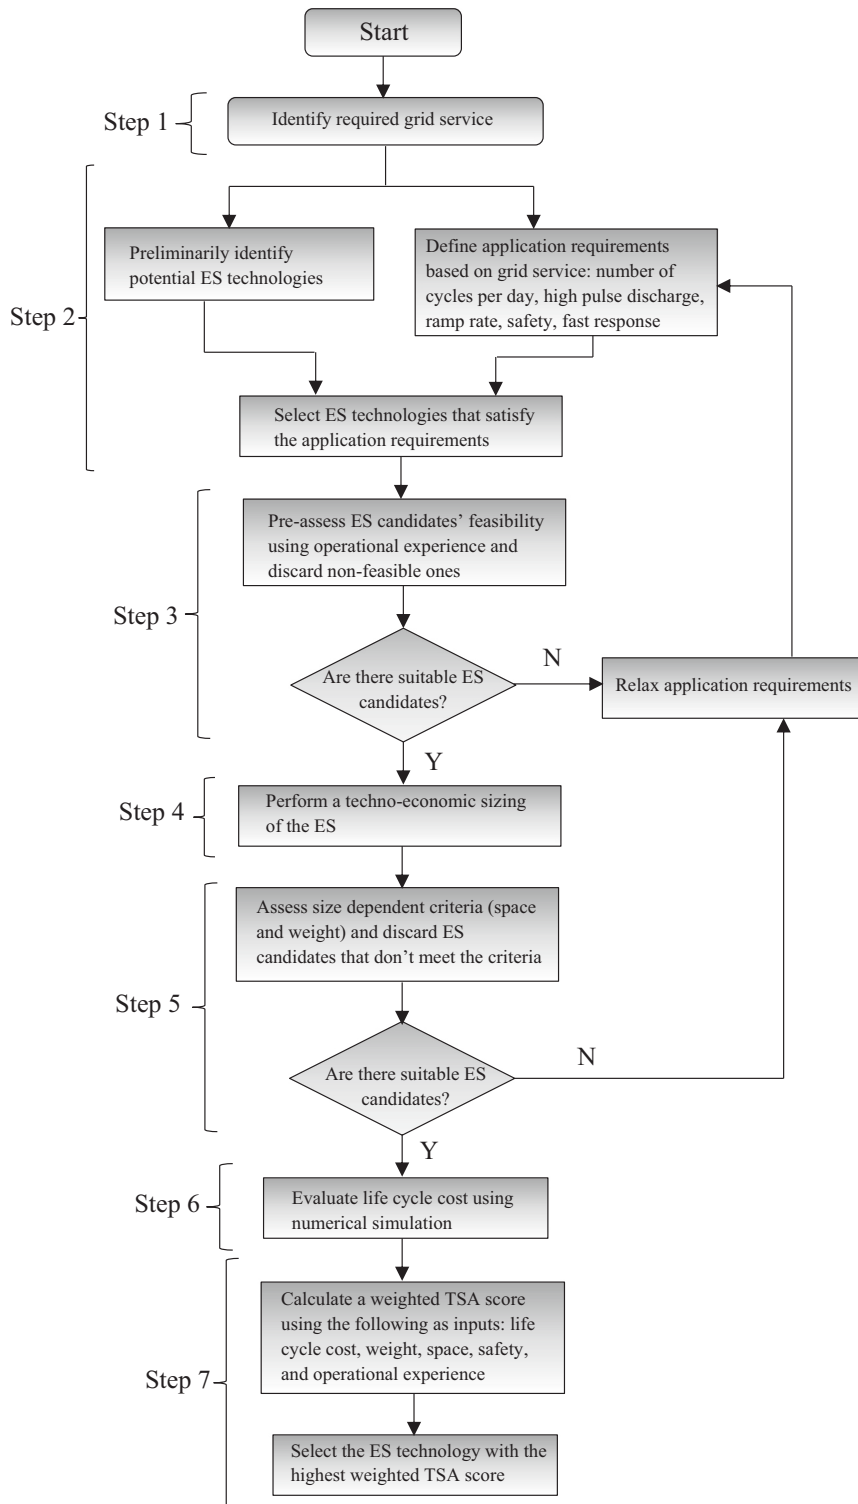 Start
Step 1
Identify required grid service
Step 2
Preliminarily identify
potential ES technologies
Define application requirements
based on grid service: number of
cycles per day, high pulse discharge,
ramp rate, safety, fast response
Select ES technologies that satisfy
the application requirements
Step 3
Pre-assess ES candidates’ feasibility
using operational experience and
discard non-feasible ones
Are there suitable ES
candidates?
N
Relax application requirements
Y
Step 4
Perform a techno-economic sizing
of the ES
Step 5
Assess size dependent criteria (space
and weight) and discard ES
candidates that don’t meet the criteria
Are there suitable ES
candidates?
N
Y
Step 6
Evaluate life cycle cost using
numerical simulation
Step 7
Calculate a weighted TSA score
using the following as inputs: life
cycle cost, weight, space, safety,
and operational experience
Select the ES technology with the
highest weighted TSA score